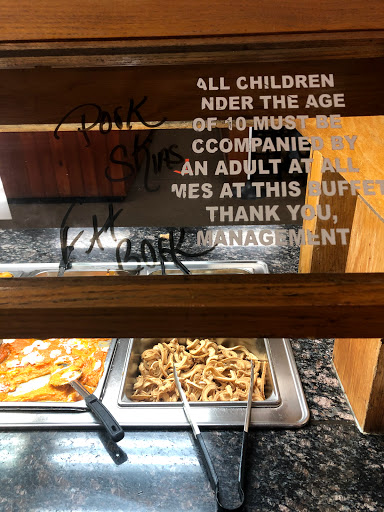 Pork
Skins
Fat
Back
ALL CHILDREN
NDER THE AGE
OF 10 MUST BE
CCOMPANIED BY
AN ADULT AT ALL
MES AT THIS BUFFET
THANK YOU,
MANAGEMENT